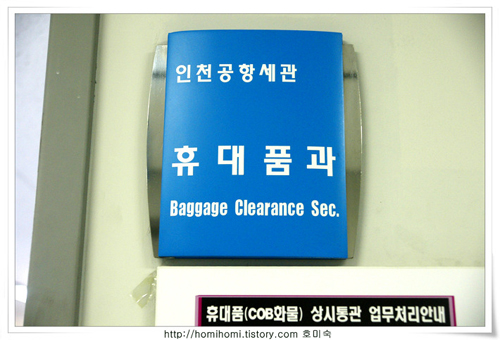 인천공항세관
휴대품과
Baggage Clearance Sec.
휴대품(COB화물) 상시통관 업무처리안내
http://homihomi.tistory.com 호미숙